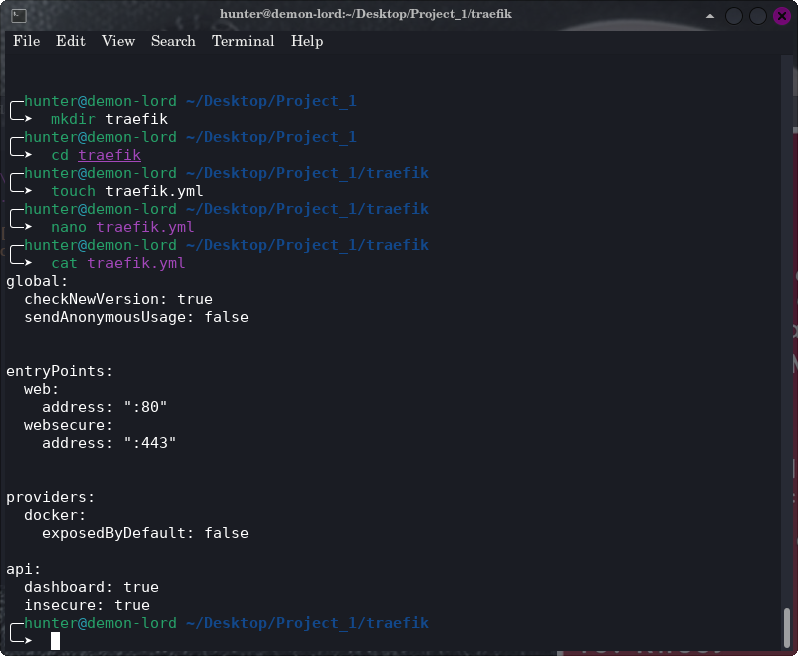 hunter@demon-lord:~/Desktop/Project_1/traefik
File Edit View Search Terminal Help
hunter@demon-lord ~/Desktop/Project_1
mkdir traefik
hunter@demon-lord ~/Desktop/Project_1
cd traefik
hunter@demon-lord ~/Desktop/Project_1/traefik
touch traefik.yml
hunter@demon-lord ~/Desktop/Project_1/traefik
nano traefik.yml
hunter@demon-lord ~/Desktop/Project_1/traefik
cat traefik.yml
global:
  checkNewVersion: true
  sendAnonymousUsage: false
entryPoints:
  web:
    address: ":80"
  websecure:
    address: ":443"
providers:
  docker:
    exposedByDefault: false
api:
  dashboard: true
  insecure: true
hunter@demon-lord ~/Desktop/Project_1/traefik